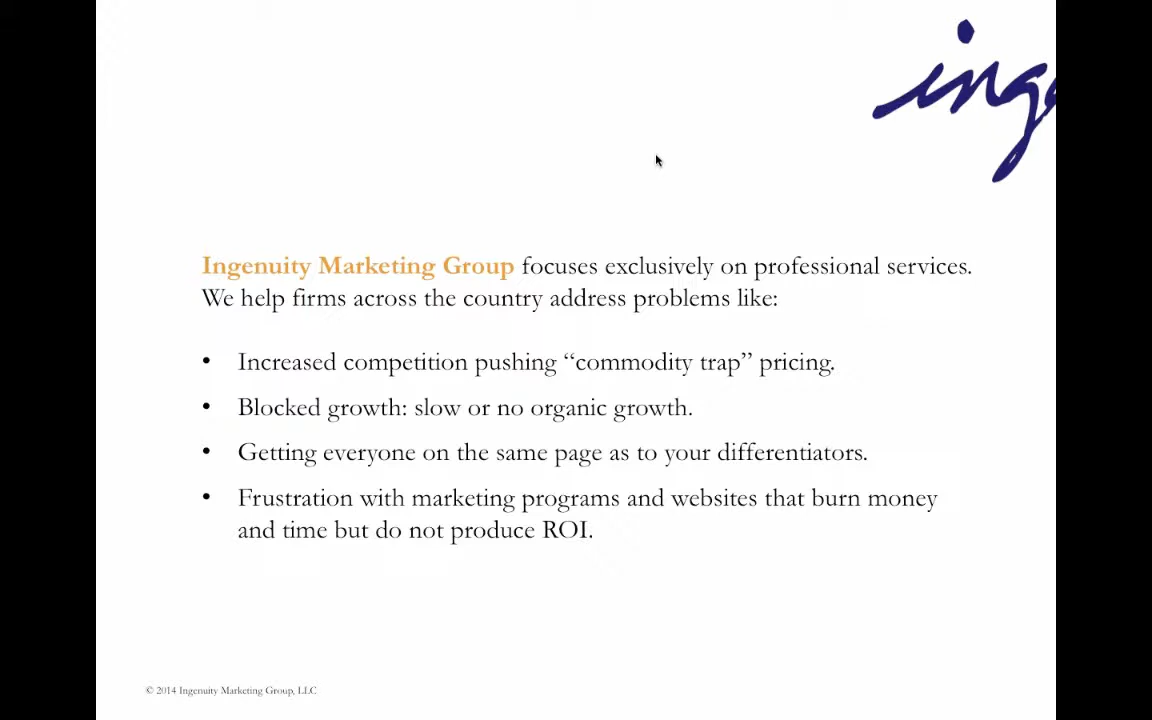 ing
Ingenuity Marketing Group focuses exclusively on professional services.
We help firms across the country address problems like:
• Increased competition pushing “commodity trap” pricing.
• Blocked growth: slow or no organic growth.
• Getting everyone on the same page as to your differentiators.
• Frustration with marketing programs and websites that burn money
and time but do not produce ROI.
© 2014 Ingenuity Marketing Group, LLC